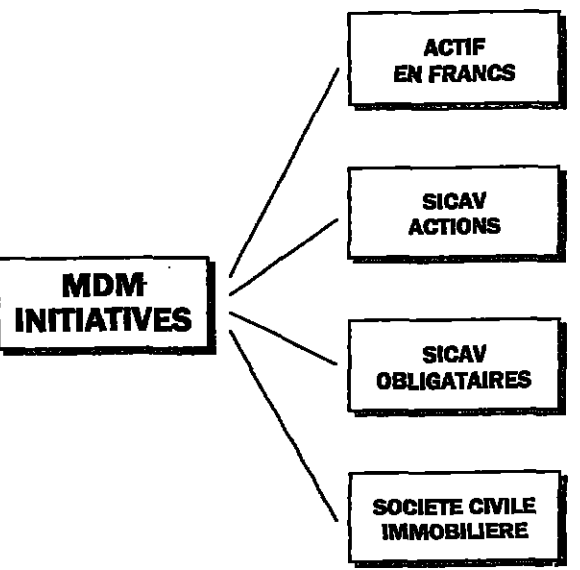 ACTIF
EN FRANCS
SICAV
ACTIONS
MDM
INITIATIVES
SICAV
OBLIGATAIRES
SOCIETE CIVILE
IMMOBILIERE